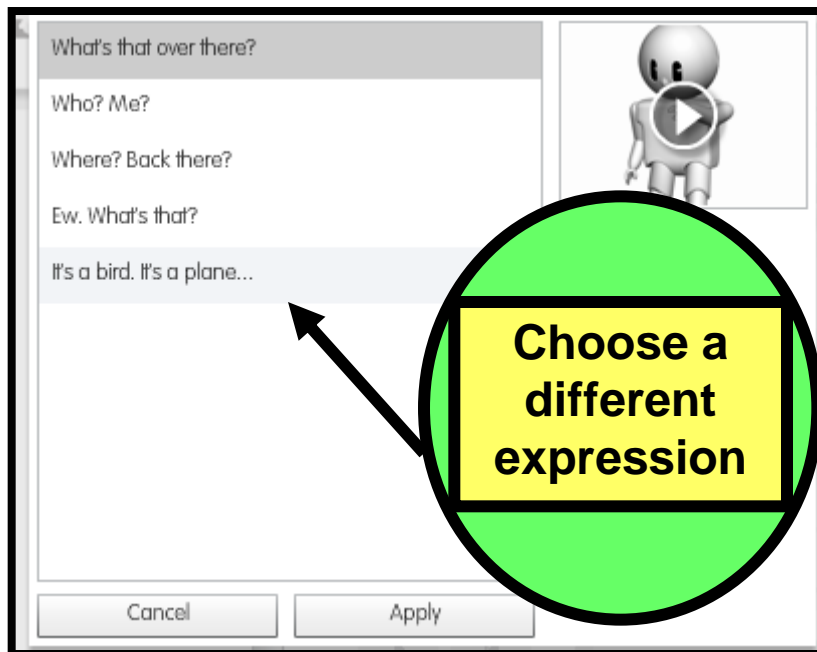 What's that over there?
Who? Me?
Where? Back there?
Ew. What's that?
It's a bird. It's a plane...
Choose a
different
expression
Cancel
Apply